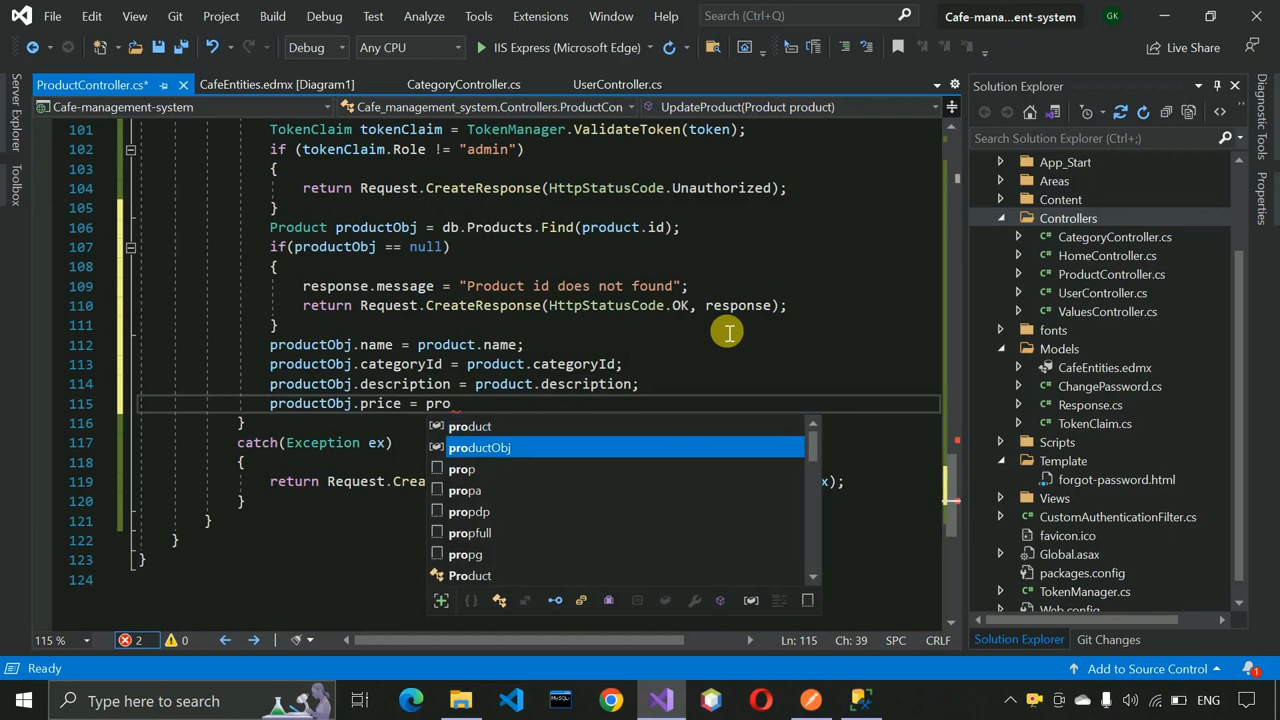 File Edit View Git Project Build Debug Test Analyze Tools Extensions Window Help Search (Ctrl+Q) Cafe-manage...ent-system GK
Debug Any CPU IIS Express (Microsoft Edge) Live Share
ProductController.cs* CafeEntities.edmx [Diagram1] CategoryController.cs UserController.cs
Cafe-management-system Cafe_management_system.Controllers.ProductCon UpdateProduct(Product product)
Server Explorer
Toolbox
101 TokenClaim tokenClaim = TokenManager.ValidateToken(token);
102 if (tokenClaim.Role != "admin")
103 {
104 return Request.CreateResponse(HttpStatusCode.Unauthorized);
105 }
106 Product productObj = db.Products.Find(product.id);
107 if(productObj == null)
108 {
109 response.message = "Product id does not found";
110 return Request.CreateResponse(HttpStatusCode.OK, response);
111 }
112 productObj.name = product.name;
113 productObj.categoryId = product.categoryId;
114 productObj.description = product.description;
115 productObj.price = pro
116 }
117 catch(Exception ex)
118 {
119 return Request.Crea x);
120 }
121 }
122 }
123 }
124
product
productObj
prop
propa
propdp
propfull
propg
Product
115 % 2 0 Ln: 115 Ch: 39 SPC CRLF
Solution Explorer
Search Solution Explorer (Ctrl+;)
App_Start
Areas
Content
Controllers
CategoryController.cs
HomeController.cs
ProductController.cs
UserController.cs
ValuesController.cs
fonts
Models
CafeEntities.edmx
ChangePassword.cs
Response.cs
TokenClaim.cs
Scripts
Template
forgot-password.html
Views
CustomAuthenticationFilter.cs
favicon.ico
Global.asax
packages.config
TokenManager.cs
Web.config
Solution Explorer Git Changes
Diagnostic Tools
Properties
Ready Add to Source Control 1
Type here to search ENG